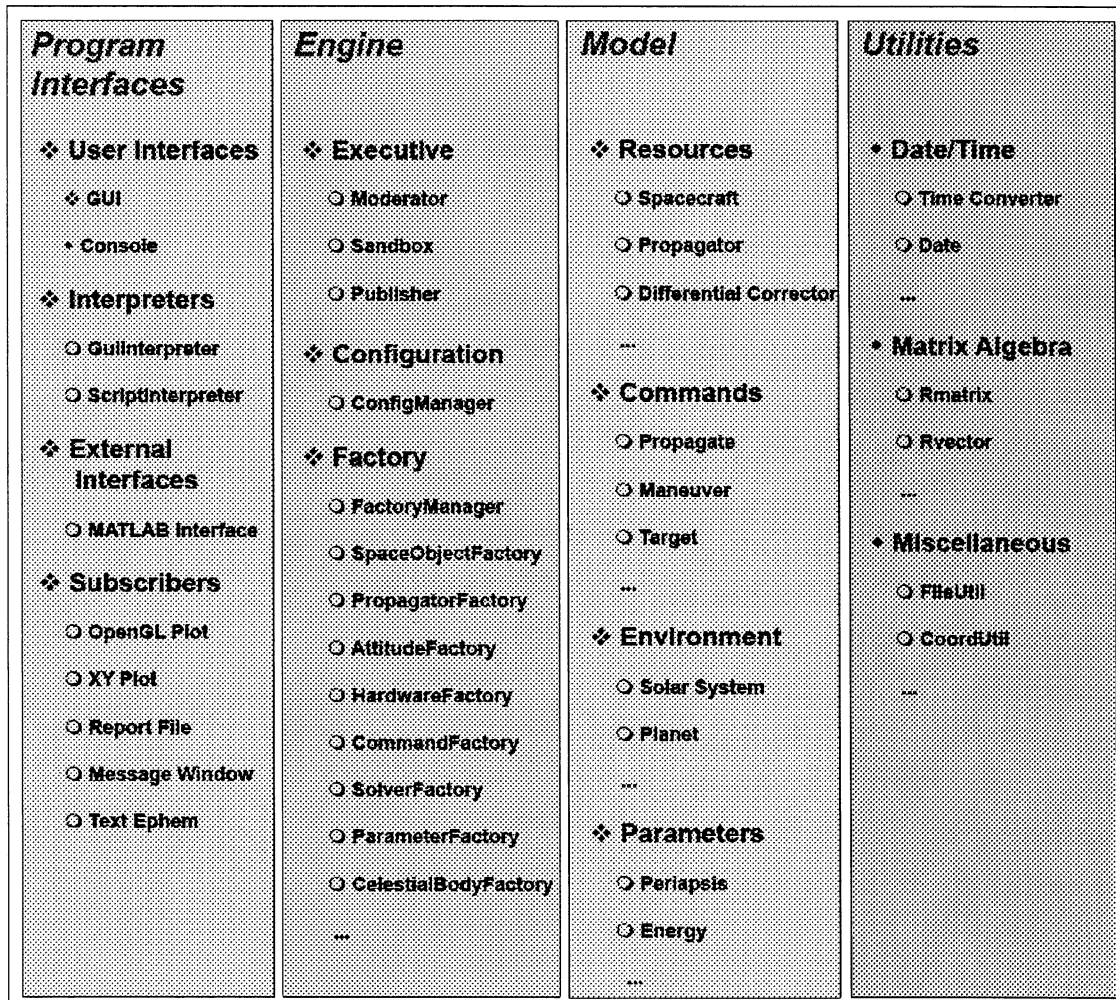 Program
Interfaces
❖ User Interfaces
❖ GUI
• Console
❖ Interpreters
❍ GuiInterpreter
❍ ScriptInterpreter
❖ External
Interfaces
❍ MATLAB Interface
❖ Subscribers
❍ OpenGL Plot
❍ XY Plot
❍ Report File
❍ Message Window
❍ Text Ephem
Engine
❖ Executive
❍ Moderator
❍ Sandbox
❍ Publisher
❖ Configuration
❍ ConfigManager
❖ Factory
❍ FactoryManager
❍ SpaceObjectFactory
❍ PropagatorFactory
❍ AttitudeFactory
❍ HardwareFactory
❍ CommandFactory
❍ SolverFactory
❍ ParameterFactory
❍ CelestialBodyFactory
...
Model
❖ Resources
❍ Spacecraft
❍ Propagator
❍ Differential Corrector
...
❖ Commands
❍ Propagate
❍ Maneuver
❍ Target
...
❖ Environment
❍ Solar System
❍ Planet
...
❖ Parameters
❍ Periapsis
❍ Energy
...
Utilities
• Date/Time
❍ Time Converter
❍ Date
...
• Matrix Algebra
❍ Rmatrix
❍ Rvector
...
• Miscellaneous
❍ FileUtil
❍ CoordUtil
...